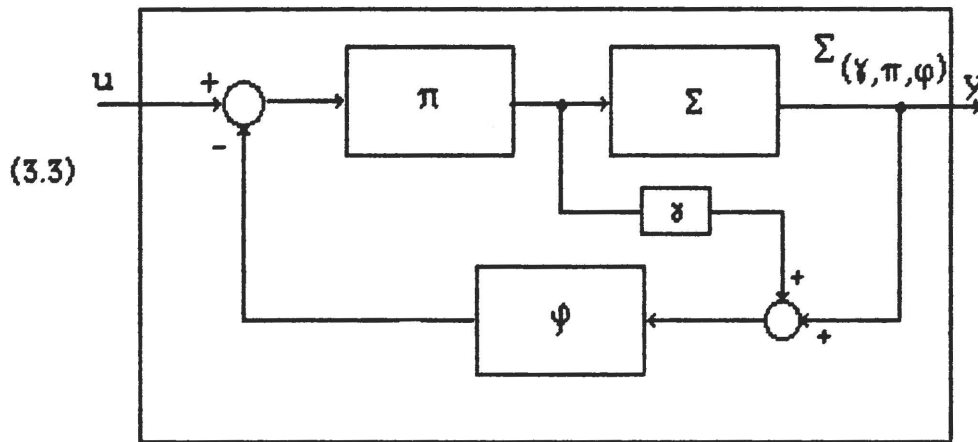 u
+
π
Σ
Σ(γ,π,φ)
y
-
(3.3)
γ
+
+
φ